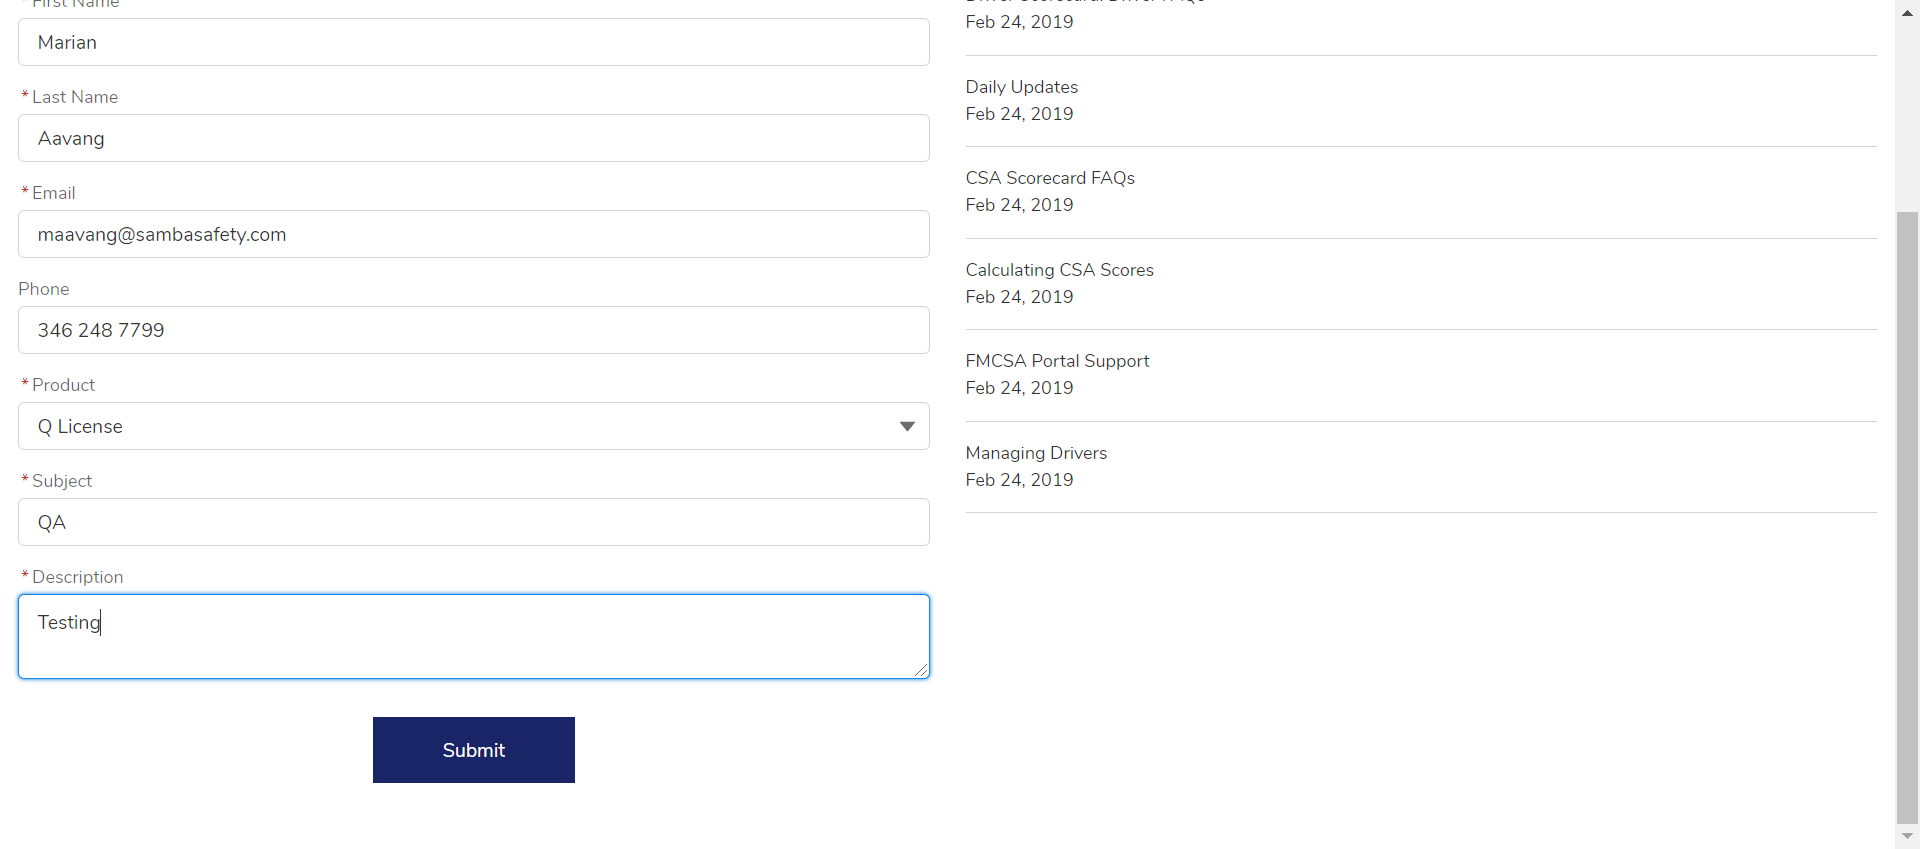 * First Name
Marian
* Last Name
Aavang
* Email
maavang@sambasafety.com
Phone
346 248 7799
* Product
Q License
* Subject
QA
* Description
Testing
Submit
Feb 24, 2019
Daily Updates
Feb 24, 2019
CSA Scorecard FAQs
Feb 24, 2019
Calculating CSA Scores
Feb 24, 2019
FMCSA Portal Support
Feb 24, 2019
Managing Drivers
Feb 24, 2019